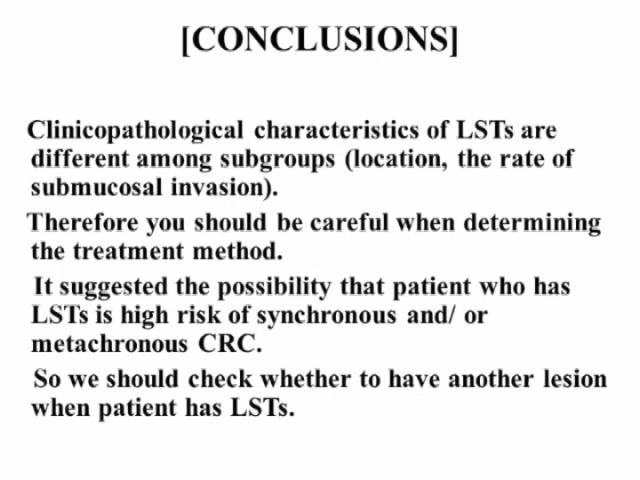 [CONCLUSIONS]
Clinicopathological characteristics of LSTs are
different among subgroups (location, the rate of
submucosal invasion).
Therefore you should be careful when determining
the treatment method.
It suggested the possibility that patient who has
LSTs is high risk of synchronous and/ or
metachronous CRC.
So we should check whether to have another lesion
when patient has LSTs.